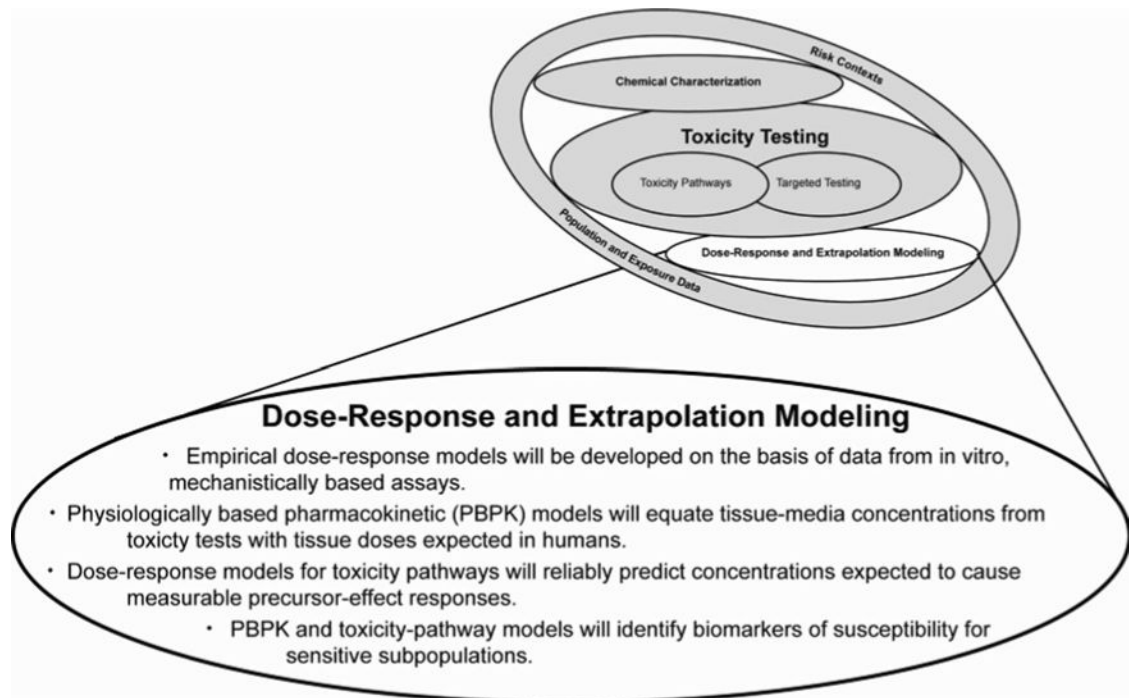 Risk Contexts
Chemical Characterization
Toxicity Testing
Toxicity Pathways
Targeted Testing
Population and Exposure Data
Dose-Response and Extrapolation Modeling
Dose-Response and Extrapolation Modeling
· Empirical dose-response models will be developed on the basis of data from in vitro,
mechanistically based assays.
· Physiologically based pharmacokinetic (PBPK) models will equate tissue-media concentrations from
toxicty tests with tissue doses expected in humans.
· Dose-response models for toxicity pathways will reliably predict concentrations expected to cause
measurable precursor-effect responses.
· PBPK and toxicity-pathway models will identify biomarkers of susceptibility for
sensitive subpopulations.